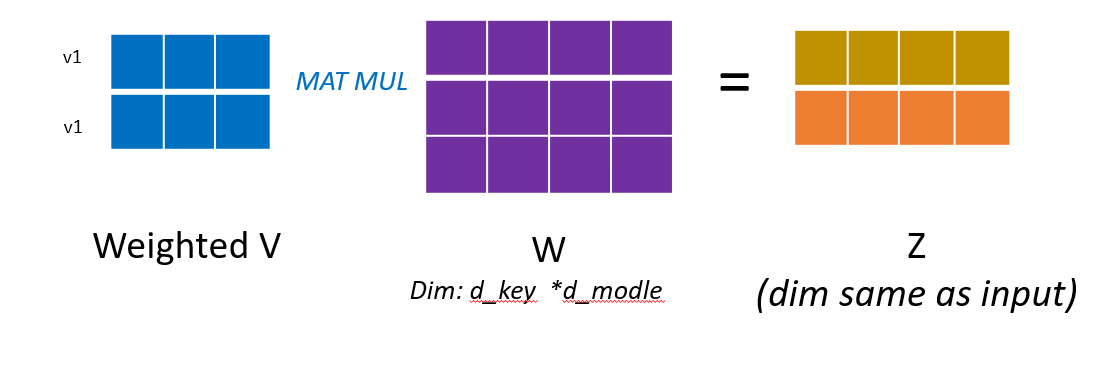 v1
MAT MUL
=
v1
Weighted V
W
Z
Dim: d_key *d_modle
(dim same as input)